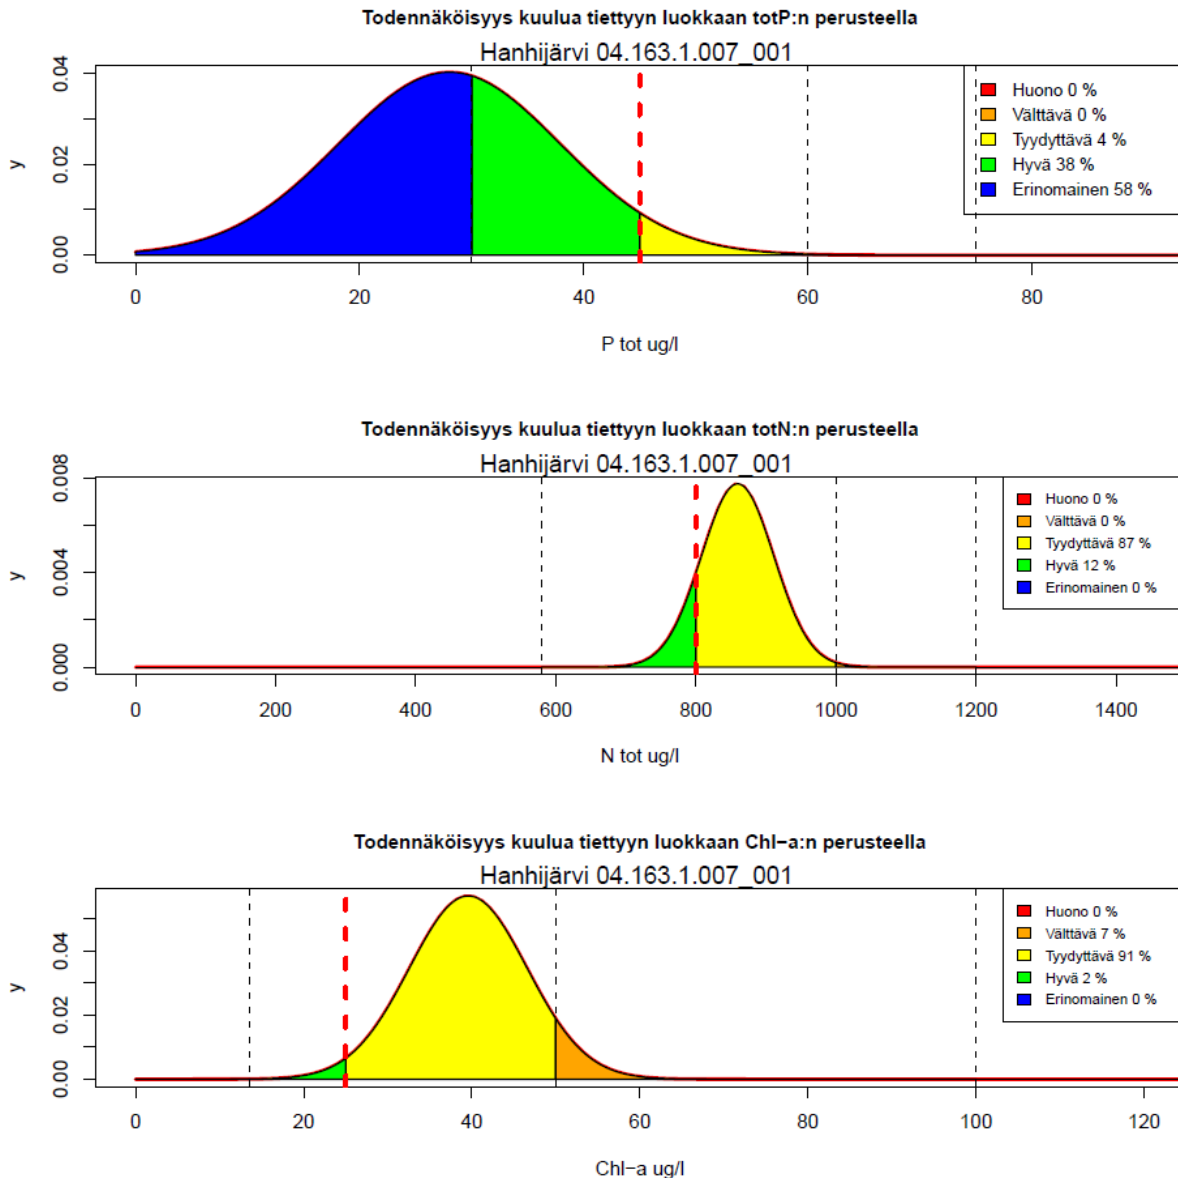 Todennäköisyys kuulua tiettyyn luokkaan totP:n perusteella
Hanhijärvi 04.163.1.007_001
y
0.00
0.02
0.04
Huono 0 %
Välttävä 0 %
Tyydyttävä 4 %
Hyvä 38 %
Erinomainen 58 %
0 20 40 60 80
P tot ug/l
Todennäköisyys kuulua tiettyyn luokkaan totN:n perusteella
Hanhijärvi 04.163.1.007_001
y
0.000
0.004
0.008
Huono 0 %
Välttävä 0 %
Tyydyttävä 87 %
Hyvä 12 %
Erinomainen 0 %
0 200 400 600 800 1000 1200 1400
N tot ug/l
Todennäköisyys kuulua tiettyyn luokkaan Chl−a:n perusteella
Hanhijärvi 04.163.1.007_001
y
0.00
0.02
0.04
Huono 0 %
Välttävä 7 %
Tyydyttävä 91 %
Hyvä 2 %
Erinomainen 0 %
0 20 40 60 80 100 120
Chl−a ug/l